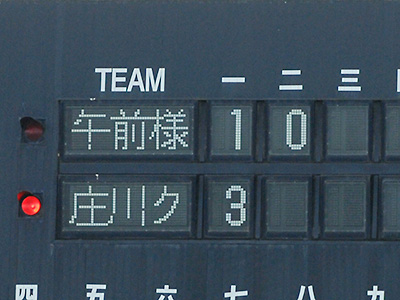 TEAM 一 二 三
午前様 1 0
庄川ク 3
四 五 六 七 八 九